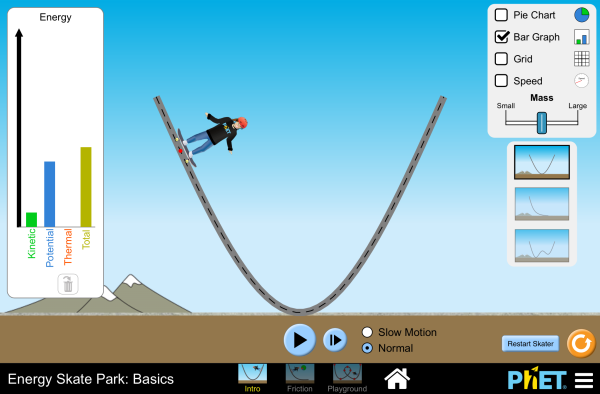 Energy
Kinetic
Potential
Thermal
Total
Pie Chart
Bar Graph
Grid
Speed
Mass
Small
Large
PhET
Slow Motion
Normal
Restart Skater
Energy Skate Park: Basics
Intro
Friction
Playground
PhET